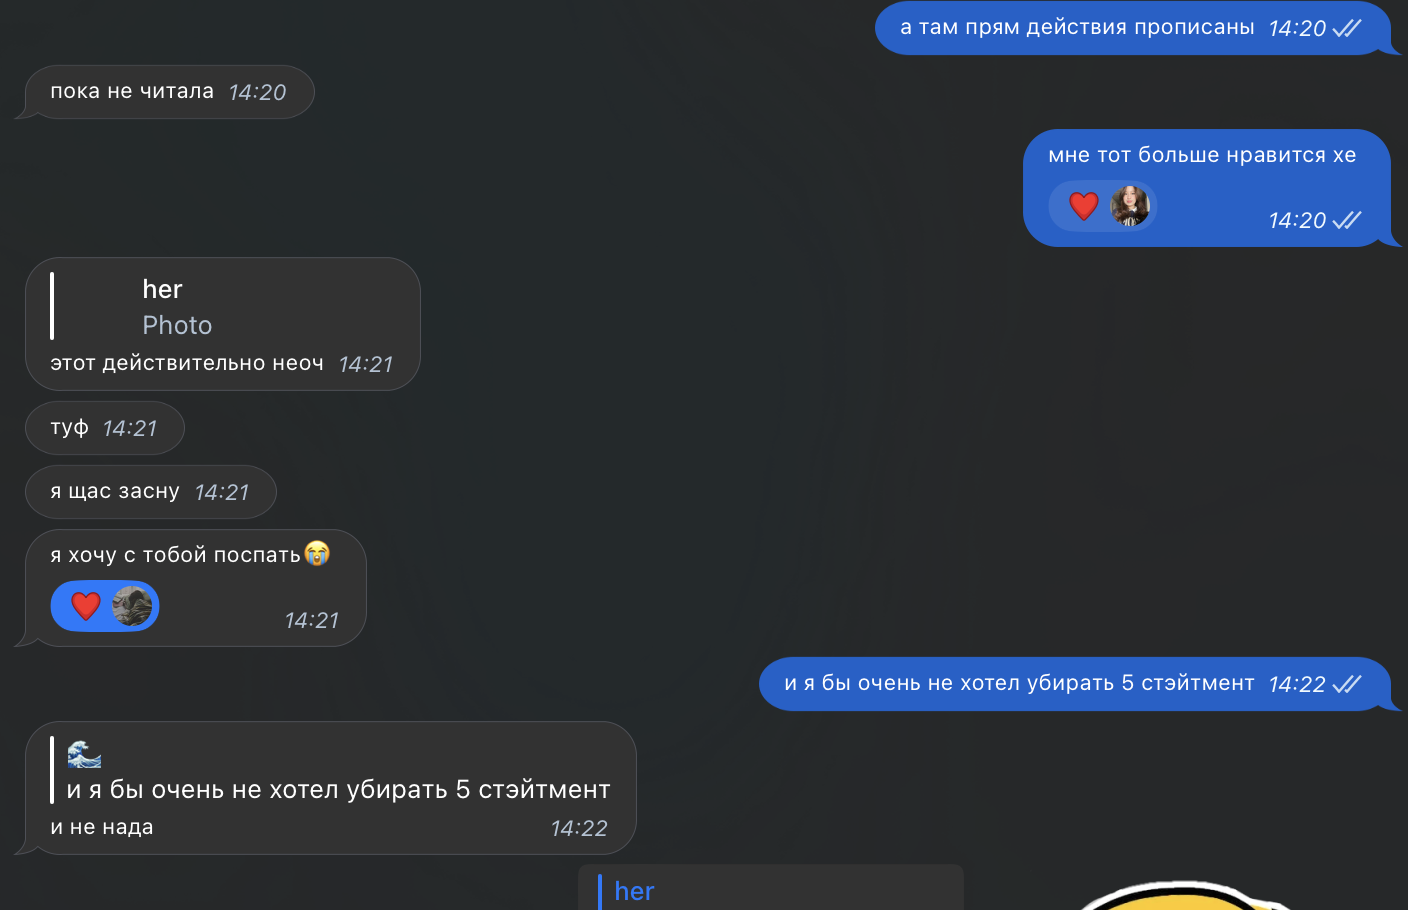 а там прям действия прописаны 14:20
пока не читала 14:20
мне тот больше нравится хе
14:20
her
Photo
этот действительно неоч 14:21
туф 14:21
я щас засну 14:21
я хочу с тобой поспать😭
14:21
и я бы очень не хотел убирать 5 стэйтмент 14:22
🌊
и я бы очень не хотел убирать 5 стэйтмент
и не нада 14:22
her